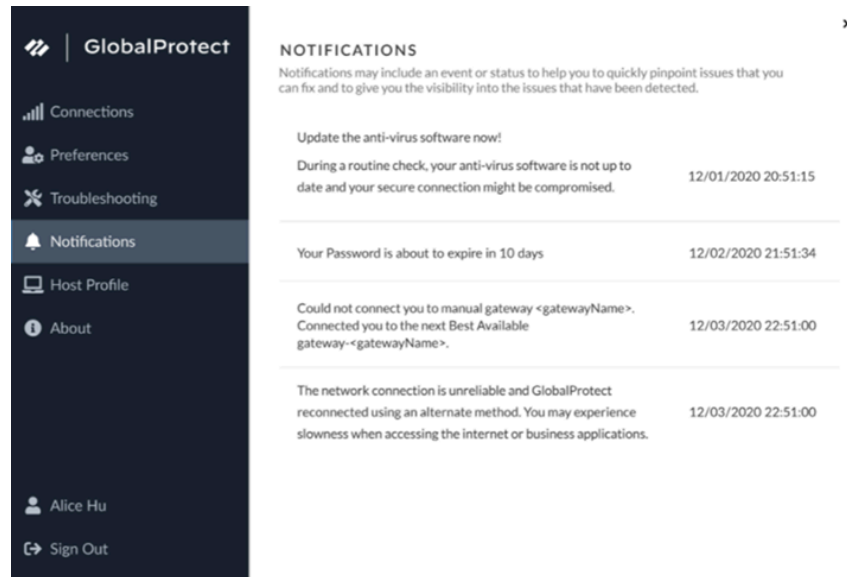 GlobalProtect
Connections
Preferences
Troubleshooting
Notifications
Host Profile
About
Alice Hu
Sign Out
NOTIFICATIONS
Notifications may include an event or status to help you to quickly pinpoint issues that you
can fix and to give you the visibility into the issues that have been detected.
Update the anti-virus software now!
During a routine check, your anti-virus software is not up to
date and your secure connection might be compromised.
12/01/2020 20:51:15
Your Password is about to expire in 10 days
12/02/2020 21:51:34
Could not connect you to manual gateway <gatewayName>.
Connected you to the next Best Available
gateway-<gatewayName>.
12/03/2020 22:51:00
The network connection is unreliable and GlobalProtect
reconnected using an alternate method. You may experience
slowness when accessing the internet or business applications.
12/03/2020 22:51:00